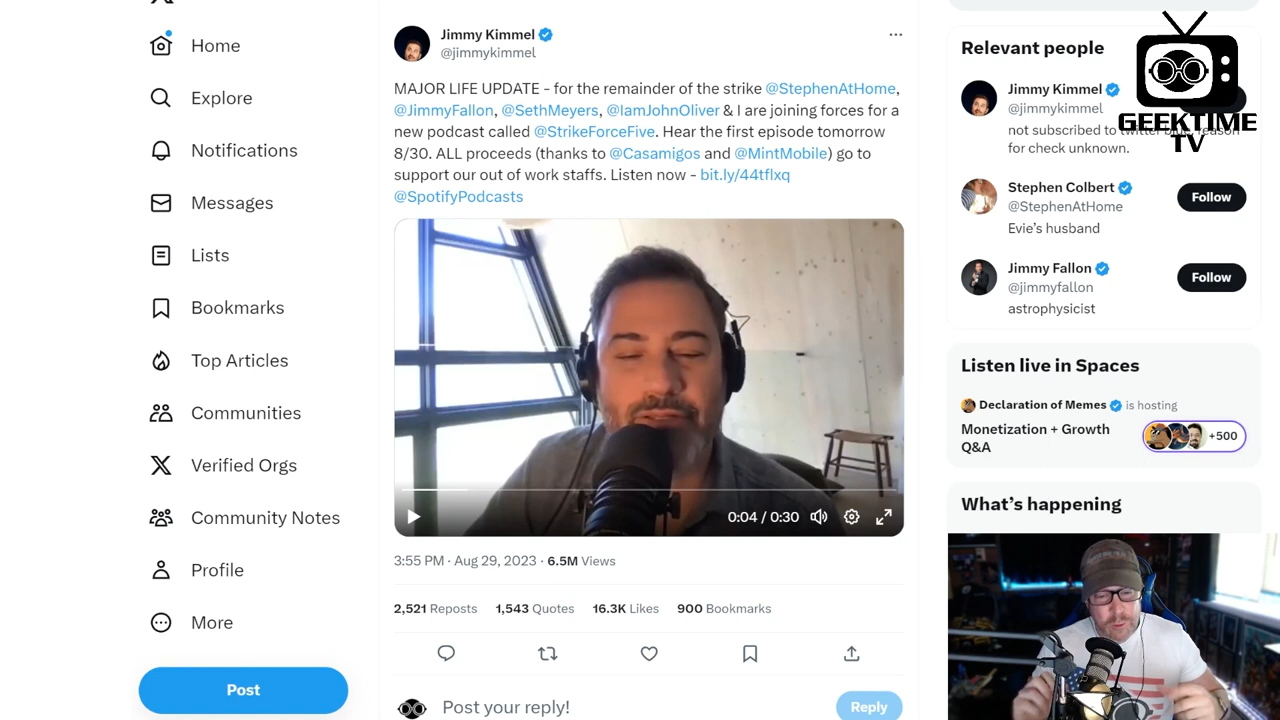 Home
Explore
Notifications
Messages
Lists
Bookmarks
Top Articles
Communities
Verified Orgs
Community Notes
Profile
More
Post
Jimmy Kimmel
@jimmykimmel
MAJOR LIFE UPDATE - for the remainder of the strike @StephenAtHome,
@JimmyFallon, @SethMeyers, @IamJohnOliver & I are joining forces for a
new podcast called @StrikeForceFive. Hear the first episode tomorrow
8/30. ALL proceeds (thanks to @Casamigos and @MintMobile) go to
support our out of work staffs. Listen now -
@SpotifyPodcasts
0:04 / 0:30
3:55 PM · Aug 29, 2023 · 6.5M Views
2,521 Reposts 1,543 Quotes 16.3K Likes 900 Bookmarks
Post your reply!
Reply
Relevant people
Jimmy Kimmel
@jimmykimmel
not subscribed to twitter blue. reason
for check unknown.
Stephen Colbert
@StephenAtHome
Follow
Evie's husband
Jimmy Fallon
@jimmyfallon
Follow
astrophysicist
GEEKTIME
TV
Listen live in Spaces
Declaration of Memes is hosting
Monetization + Growth
Q&A
+500
What's happening